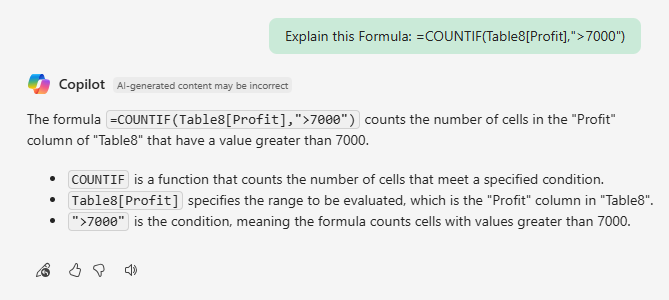 Explain this Formula: =COUNTIF(Table8[Profit],">7000")
Copilot AI-generated content may be incorrect
The formula =COUNTIF(Table8[Profit],">7000") counts the number of cells in the "Profit"
column of "Table8" that have a value greater than 7000.
• COUNTIF is a function that counts the number of cells that meet a specified condition.
• Table8[Profit] specifies the range to be evaluated, which is the "Profit" column in "Table8".
• ">7000" is the condition, meaning the formula counts cells with values greater than 7000.